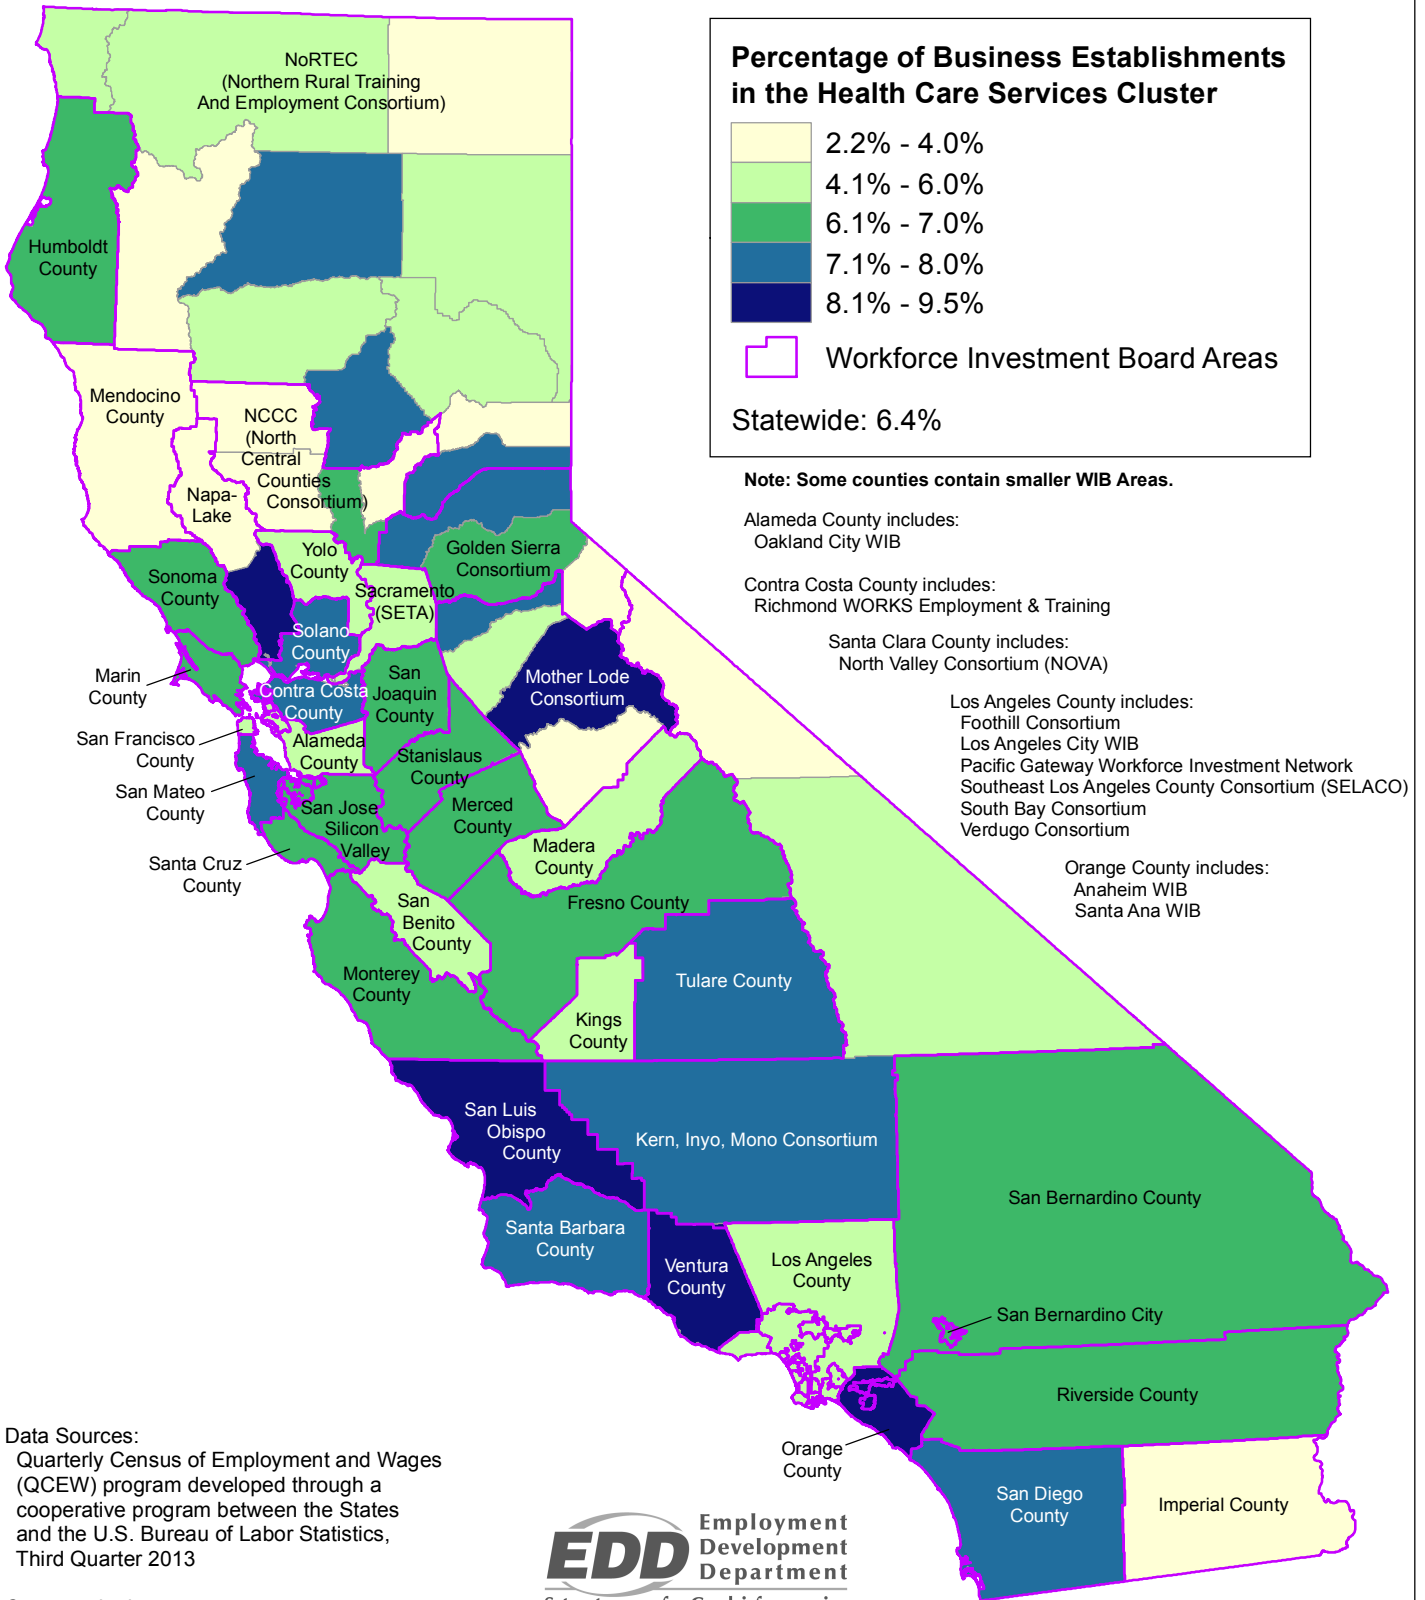 Percentage of Business Establishments
in the Health Care Services Cluster
2.2% - 4.0%
4.1% - 6.0%
6.1% - 7.0%
7.1% - 8.0%
8.1% - 9.5%
Workforce Investment Board Areas
Statewide: 6.4%
Note: Some counties contain smaller WIB Areas.
Alameda County includes:
Oakland City WIB
Contra Costa County includes:
Richmond WORKS Employment & Training
Santa Clara County includes:
North Valley Consortium (NOVA)
Los Angeles County includes:
Foothill Consortium
Los Angeles City WIB
Pacific Gateway Workforce Investment Network
Southeast Los Angeles County Consortium (SELACO)
South Bay Consortium
Verdugo Consortium
Orange County includes:
Anaheim WIB
Santa Ana WIB
NoRTEC
(Northern Rural Training
And Employment Consortium)
Humboldt
County
Mendocino
County
NCCC
(North
Central
Counties
Consortium)
Napa-
Lake
Yolo
County
Golden Sierra
Consortium
Sonoma
County
Sacramento
(SETA)
Solano
County
Marin
County
Contra Costa
County
San
Joaquin
County
Mother Lode
Consortium
San Francisco
County
Alameda
County
Stanislaus
County
San Mateo
County
San Jose
Silicon
Valley
Merced
County
Santa Cruz
County
Madera
County
San
Benito
County
Fresno County
Monterey
County
Kings
County
Tulare County
San Luis
Obispo
County
Kern, Inyo, Mono Consortium
San Bernardino County
Santa Barbara
County
Ventura
County
Los Angeles
County
San Bernardino City
Riverside County
Orange
County
San Diego
County
Imperial County
Data Sources:
Quarterly Census of Employment and Wages
(QCEW) program developed through a
cooperative program between the States
and the U.S. Bureau of Labor Statistics,
Third Quarter 2013
EDD
Employment
Development
Department